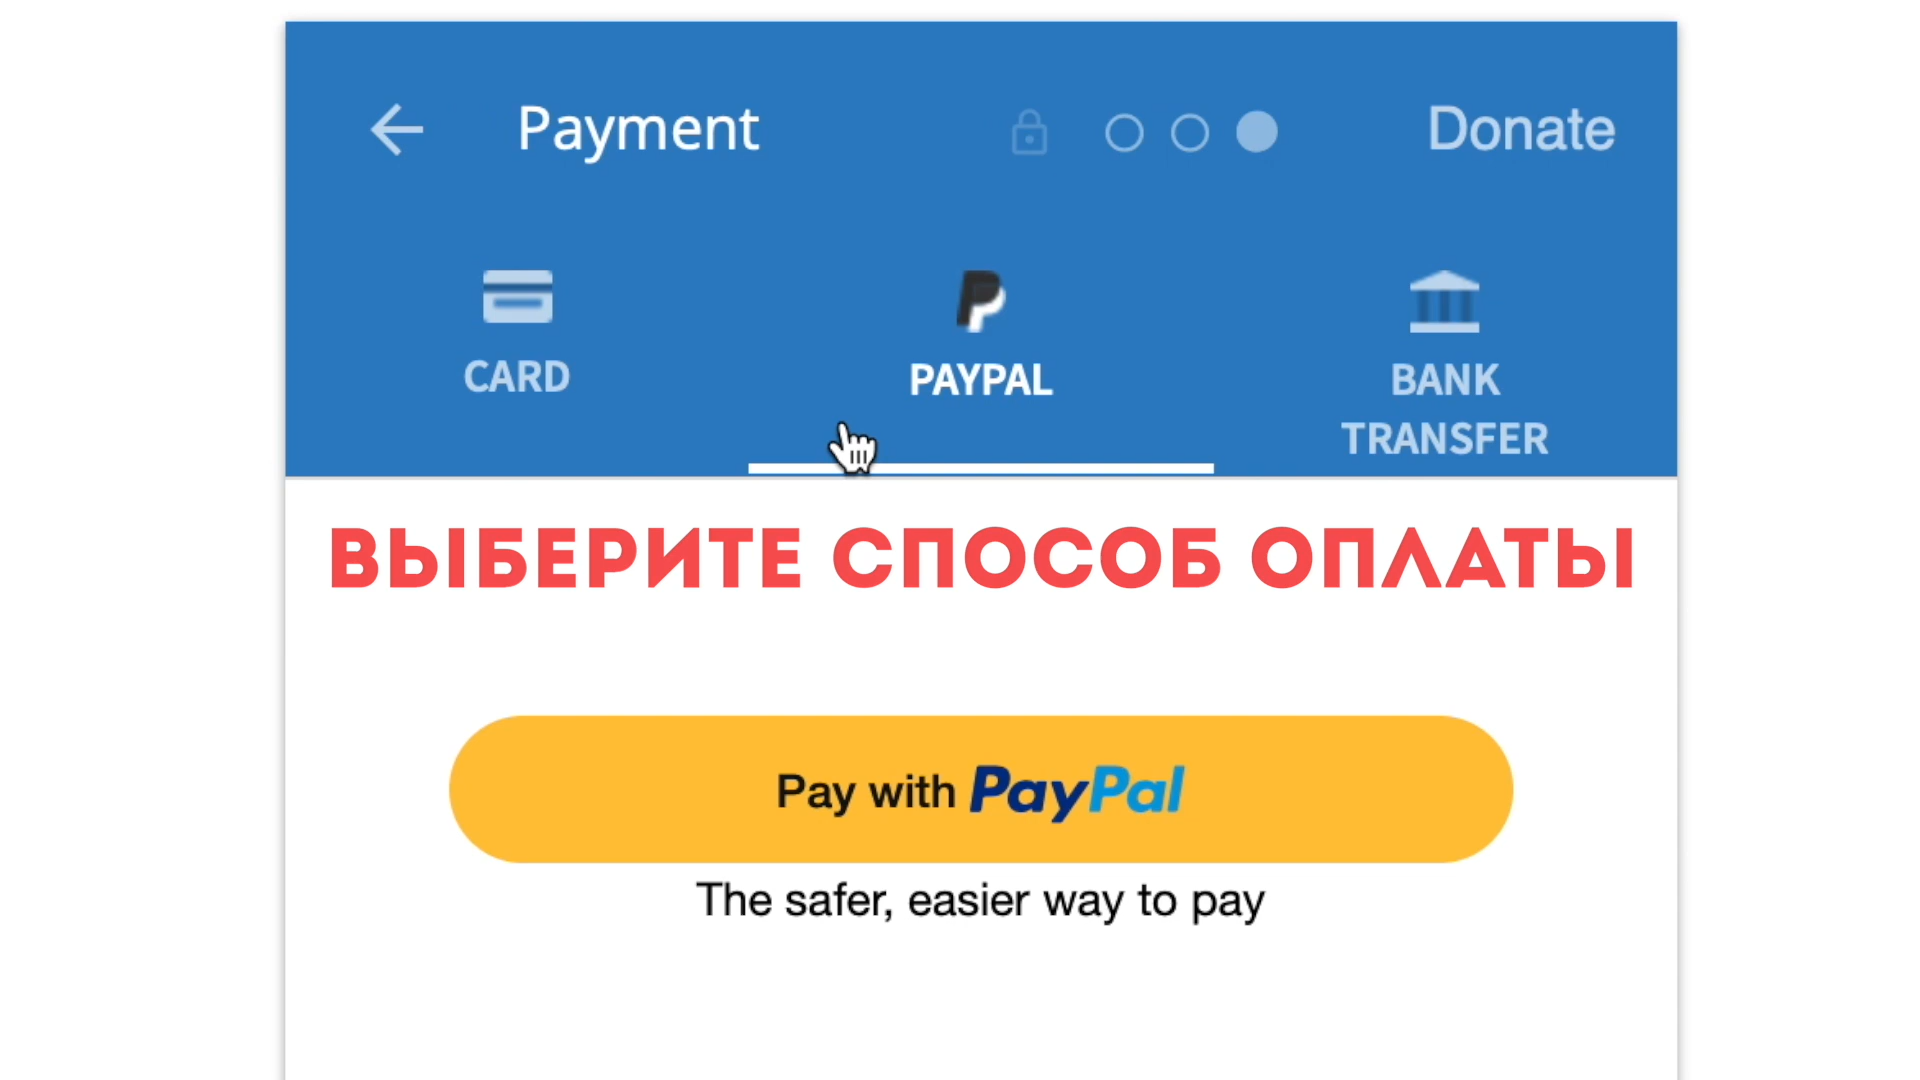 Payment
Donate
CARD
PAYPAL
BANK
TRANSFER
ВЫБЕРИТЕ СПОСОБ ОПЛАТЫ
Pay with PayPal
The safer, easier way to pay